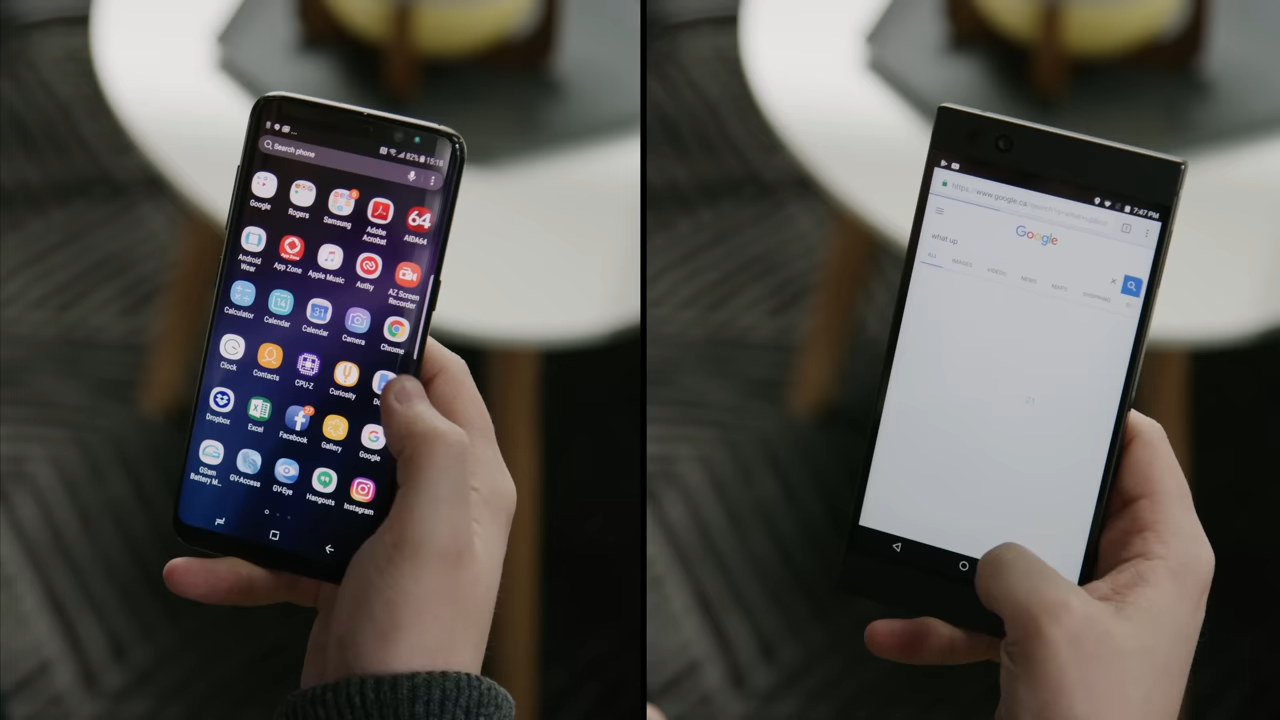 82% 15:18
Search phone
Google
Rogers
Samsung
Adobe
Acrobat
64
AIDA64
Android
Wear
App Zone
Apple Music
Authy
AZ Screen
Recorder
Calculator
14
Calendar
31
Calendar
Camera
Chrome
Clock
Contacts
CPU-Z
Curiosity
Dropbox
Excel
27
Facebook
Gallery
Google
GSam
Battery M...
GV-Access
GV-Eye
Hangouts
Instagram
7:47 PM
https://www.google.ca
Google
what up
ALL IMAGES VIDEOS NEWS MAPS SHOPPING